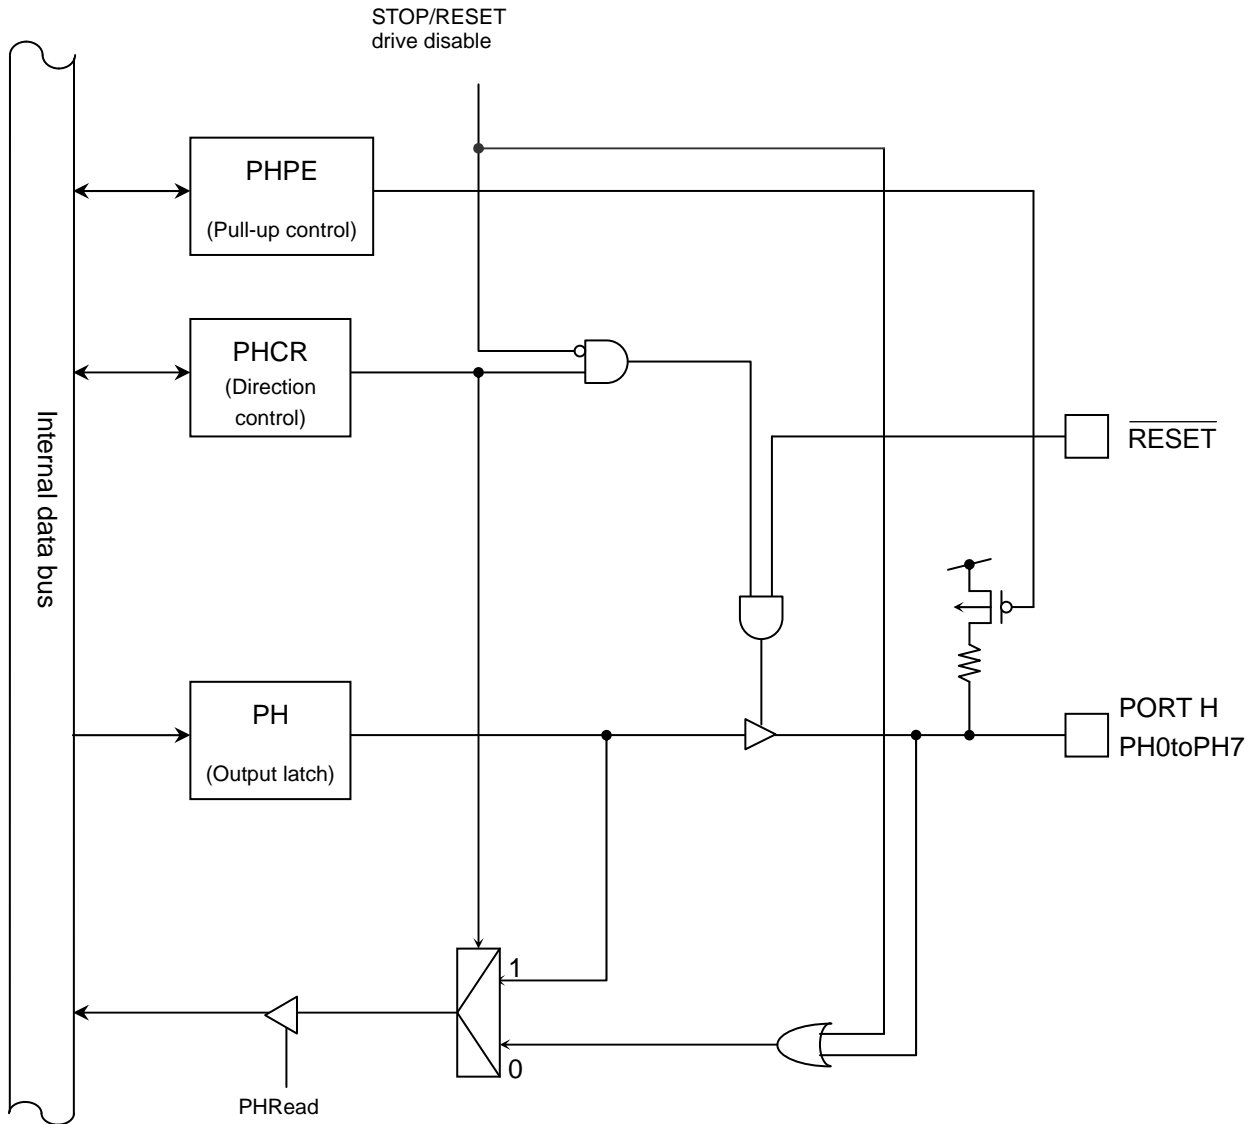 STOP/RESET
drive disable
PHPE
(Pull-up control)
PHCR
(Direction
control)
Internal data bus
RESET
PH
(Output latch)
PORT H
PH0toPH7
1
0
PHRead